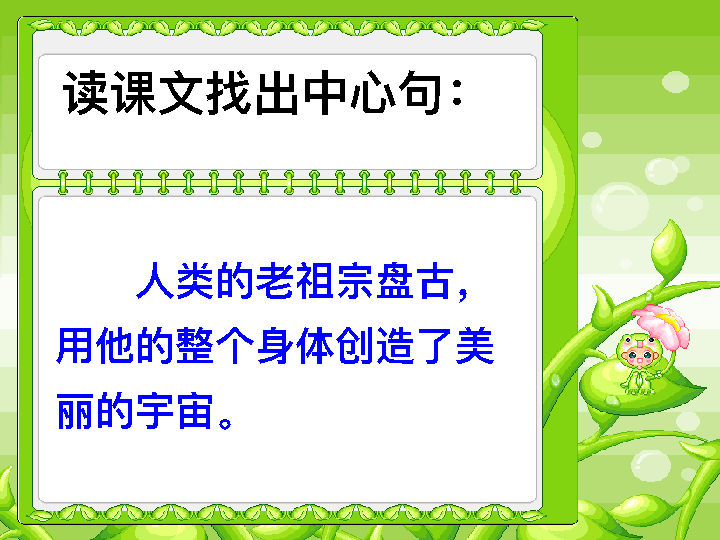 读课文找出中心句：
人类的老祖宗盘古，
用他的整个身体创造了美
丽的宇宙。